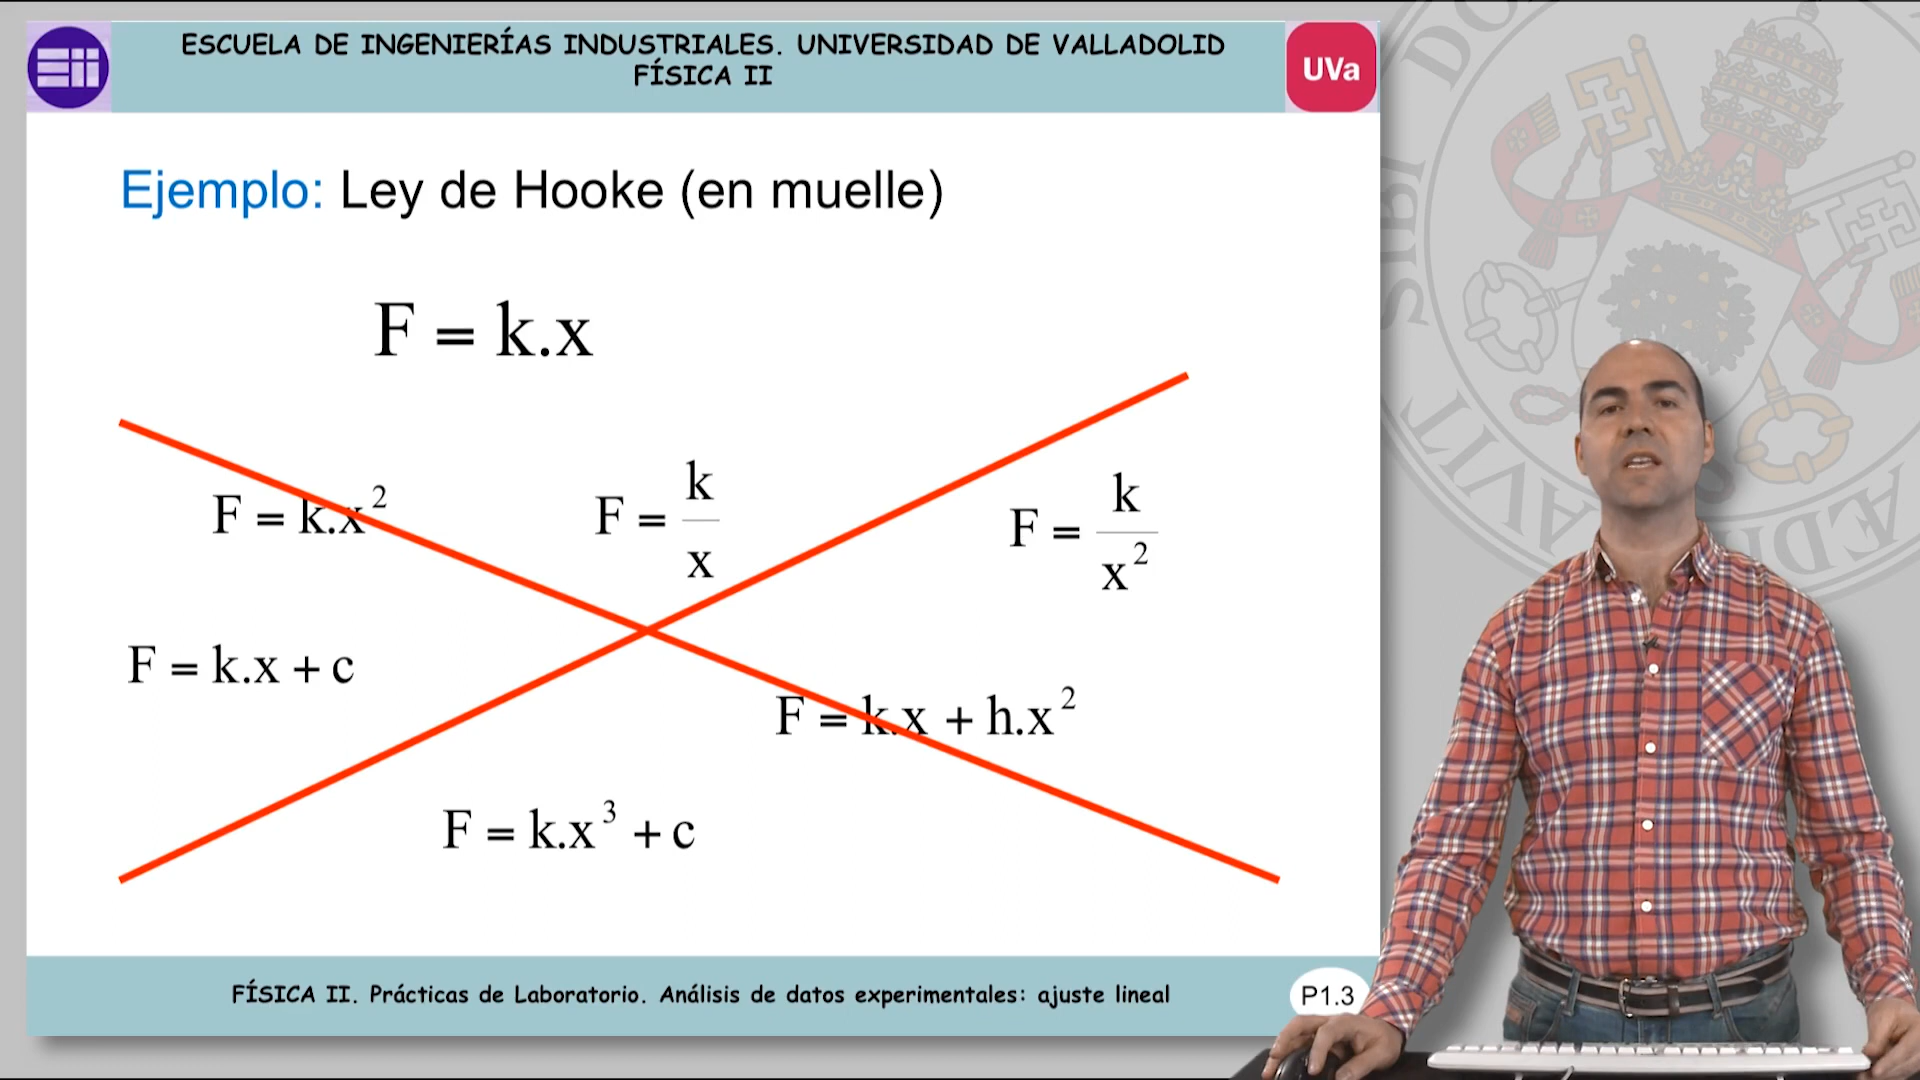 ESCUELA DE INGENIERÍAS INDUSTRIALES. UNIVERSIDAD DE VALLADOLID
FÍSICA II
UVa
Ejemplo: Ley de Hooke (en muelle)
F = k.x
F = k.x²
F = k/x
F = k/x²
F = k.x + c
F = k.x + h.x²
F = k.x³ + c
FÍSICA II. Prácticas de Laboratorio. Análisis de datos experimentales: ajuste lineal
P1.3